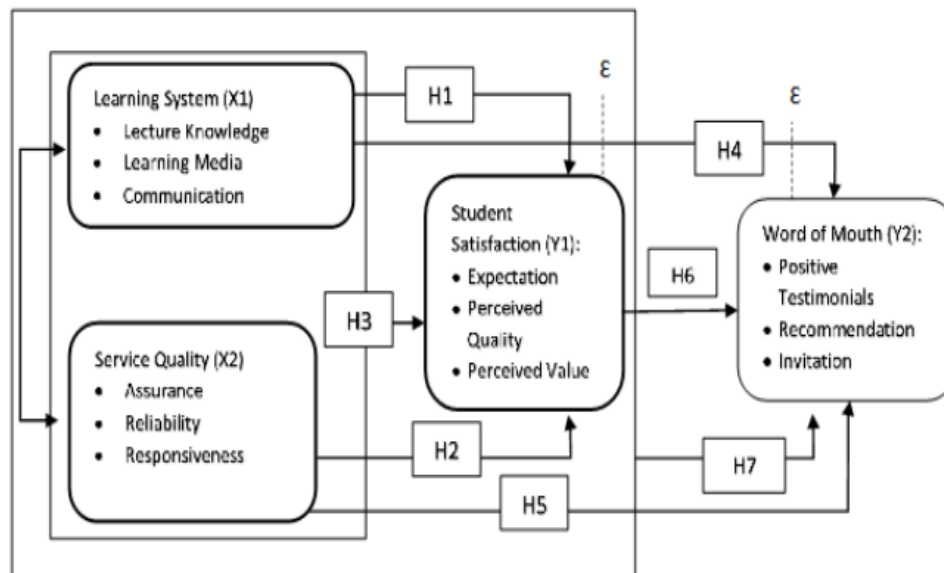 Learning System (X1)
• Lecture Knowledge
• Learning Media
• Communication
H1
ε
ε
H4
Student
Satisfaction (Y1):
• Expectation
• Perceived
Quality
• Perceived Value
Word of Mouth (Y2):
• Positive
Testimonials
• Recommendation
• Invitation
H6
H3
Service Quality (X2)
• Assurance
• Reliability
• Responsiveness
H2
H7
H5